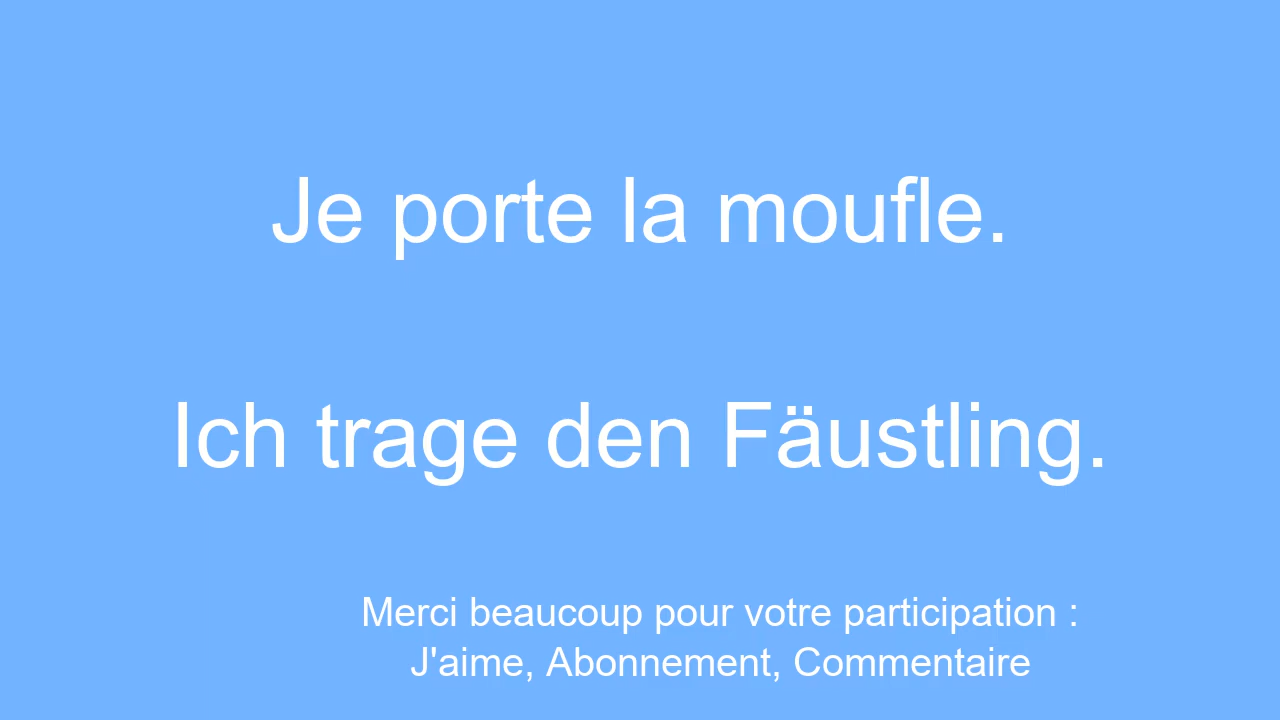 Je porte la moufle.
Ich trage den Fäustling.
Merci beaucoup pour votre participation :
J'aime, Abonnement, Commentaire